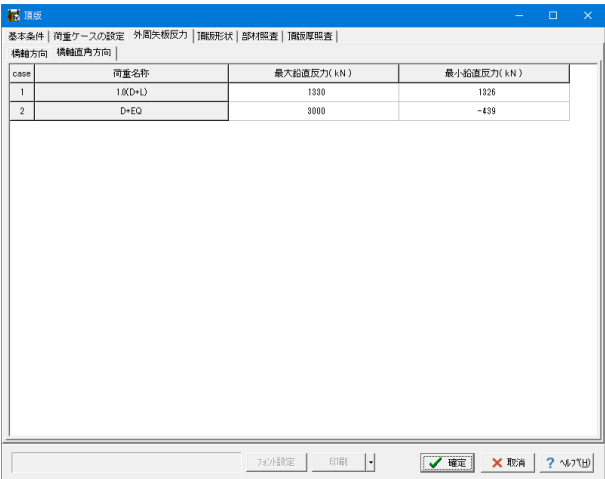 頂版
基本条件 荷重ケースの設定 外周矢板反力 頂版形状 部材照査 頂版厚照査
橋軸方向 橋軸直角方向
case 荷重名称 最大鉛直反力(kN) 最小鉛直反力(kN)
1 1.0(D+L) 1330 1326
2 D+EQ 3000 -439
フォント設定 印刷 確定 取消 ? ヘルプ(H)